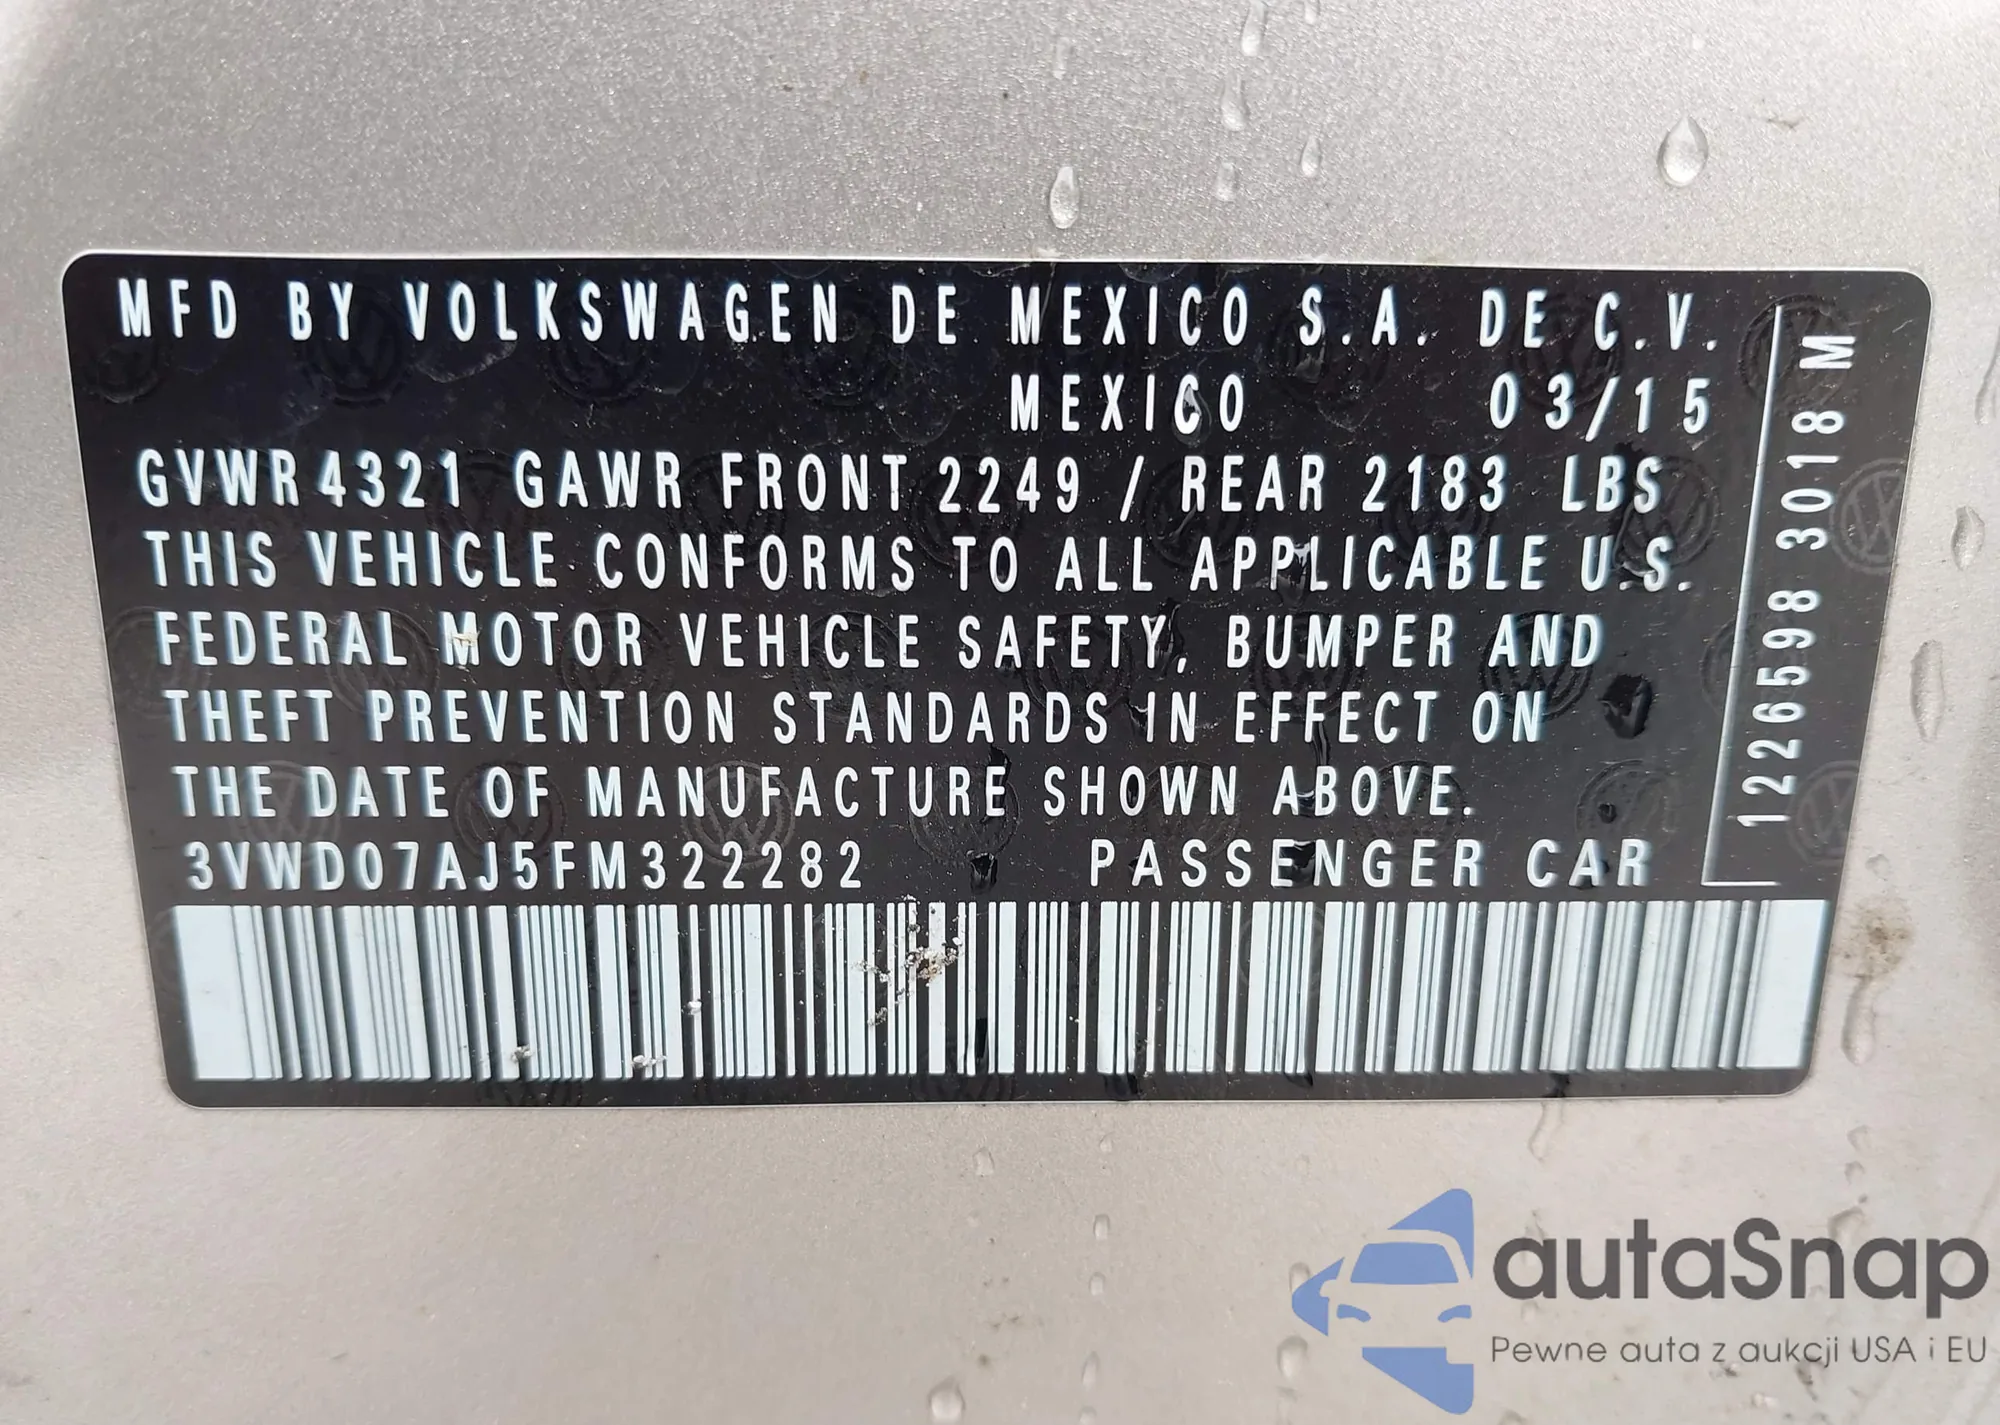 MFD BY VOLKSWAGEN DE MEXICO S.A. DE C.V.
MEXICO 03/15
GVWR 4321 GAWR FRONT 2249 / REAR 2183 LBS
THIS VEHICLE CONFORMS TO ALL APPLICABLE U.S.
FEDERAL MOTOR VEHICLE SAFETY, BUMPER AND
THEFT PREVENTION STANDARDS IN EFFECT ON
THE DATE OF MANUFACTURE SHOWN ABOVE.
3VWD07AJ5FM322282 PASSENGER CAR
1226598 3018 M
autaSnap
Pewne auta z aukcji USA i EU